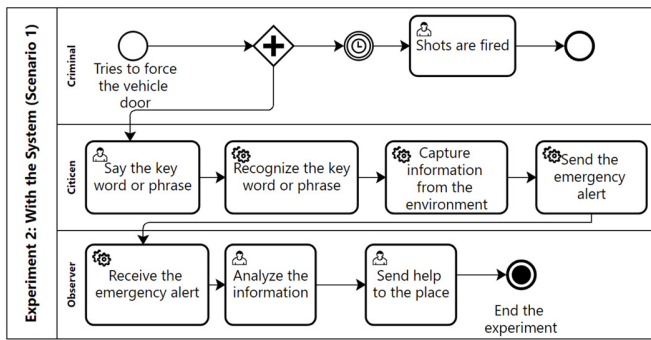 Experiment 2: With the System (Scenario 1)
Criminal
Tries to force
the vehicle
door
Shots are fired
Citicen
Say the key
word or phrase
Recognize the key
word or phrase
Capture
information
from the
environment
Send the
emergency
alert
Observer
Receive the
emergency alert
Analyze the
information
Send help
to the place
End the
experiment